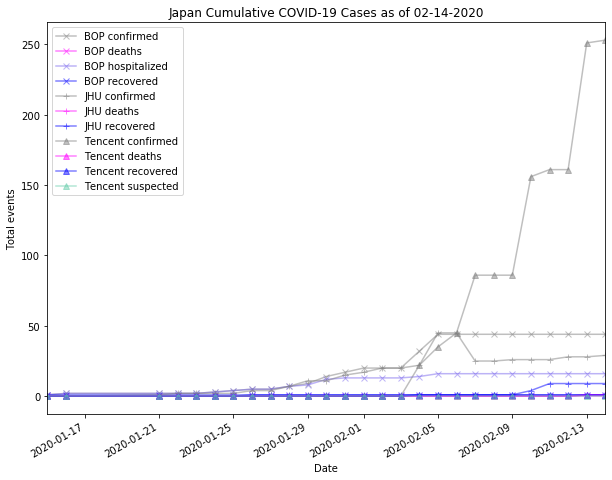 Japan Cumulative COVID-19 Cases as of 02-14-2020
Total events
250
200
150
100
50
0
BOP confirmed
BOP deaths
BOP hospitalized
BOP recovered
JHU confirmed
JHU deaths
JHU recovered
Tencent confirmed
Tencent deaths
Tencent recovered
Tencent suspected
2020-01-17
2020-01-21
2020-01-25
2020-01-29
2020-02-01
2020-02-05
2020-02-09
2020-02-13
Date